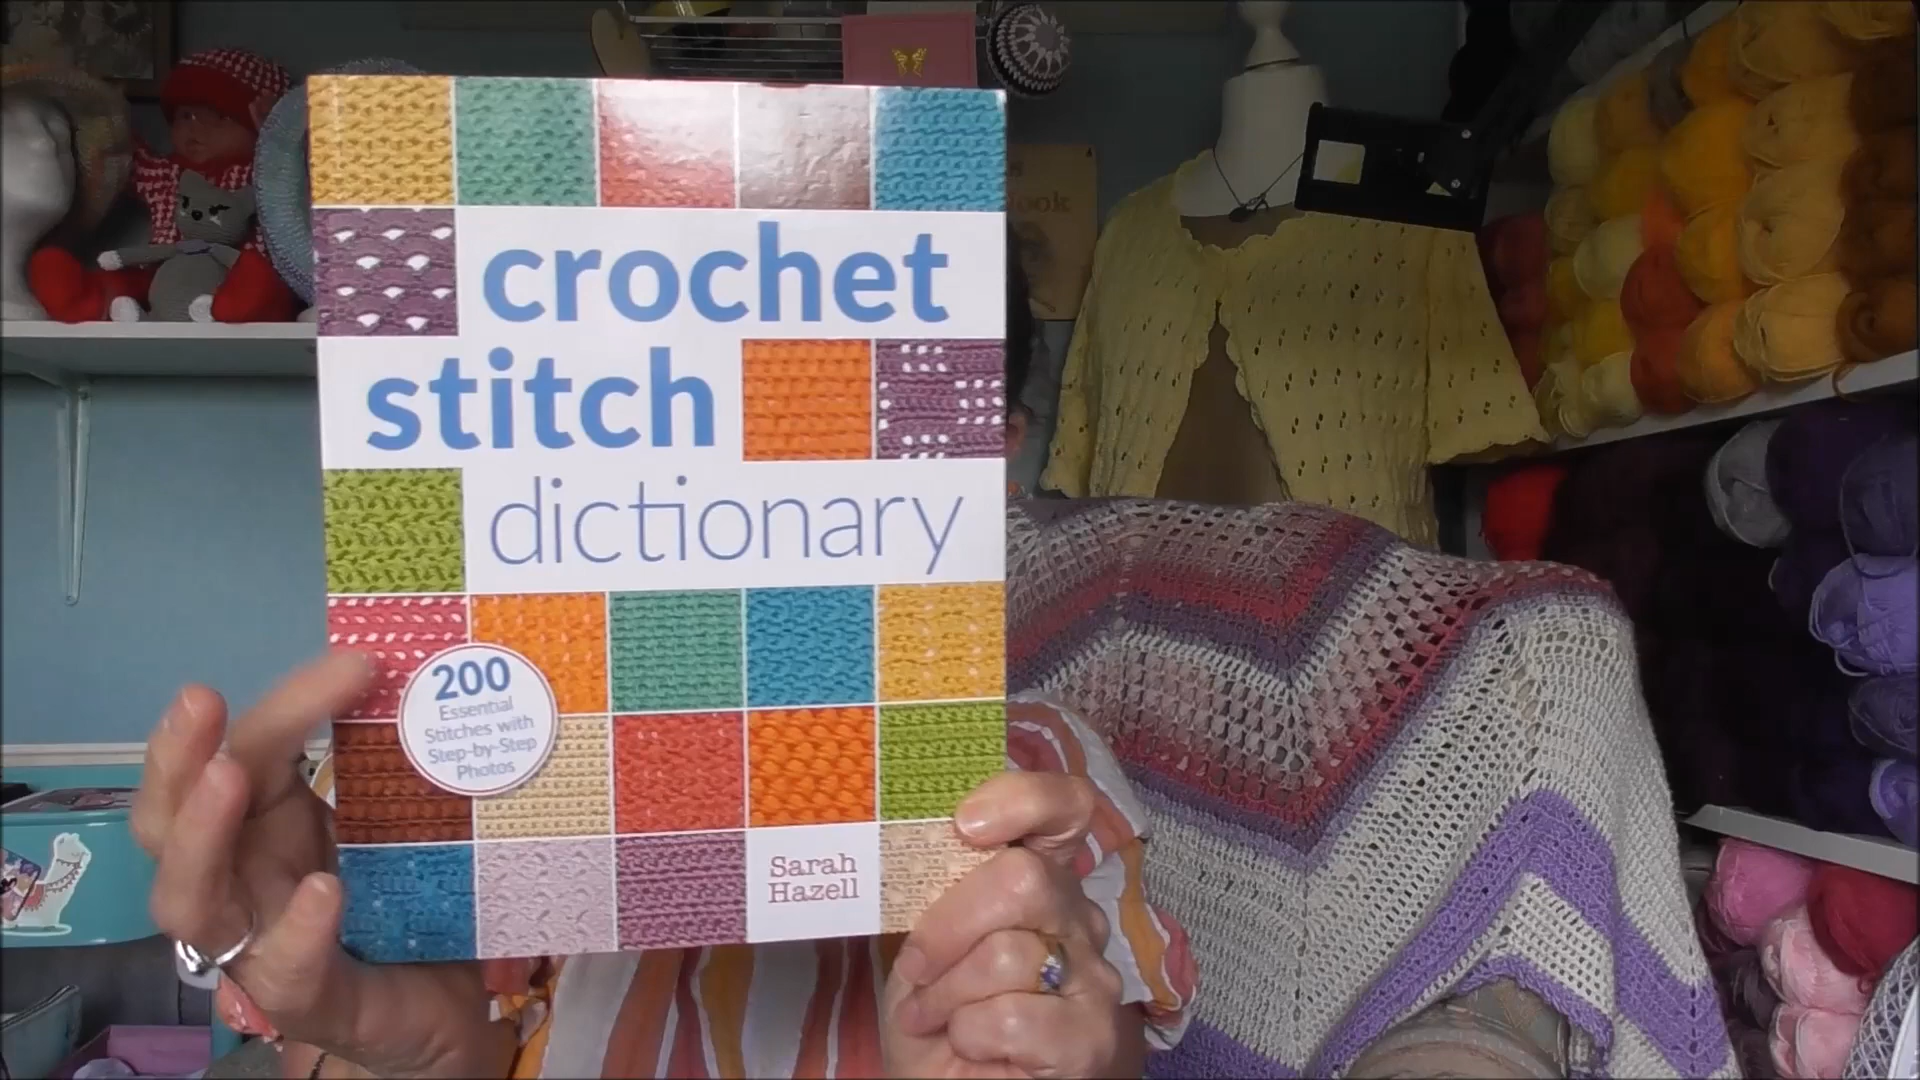 crochet
stitch
dictionary
200
Essential
Stitches with
Step-by-Step
Photos
Sarah
Hazell